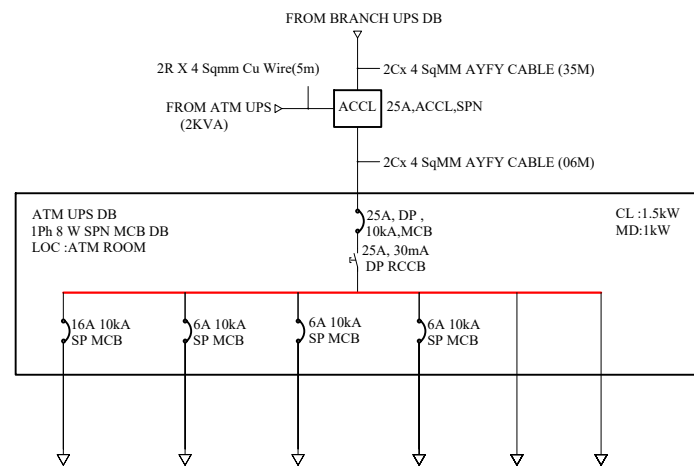 FROM BRANCH UPS DB
2R X 4 Sqmm Cu Wire(5m)
2Cx 4 SqMM AYFY CABLE (35M)
FROM ATM UPS
(2KVA)
ACCL
25A,ACCL,SPN
2Cx 4 SqMM AYFY CABLE (06M)
ATM UPS DB
1Ph 8 W SPN MCB DB
LOC :ATM ROOM
25A, DP ,
10kA,MCB
25A, 30mA
DP RCCB
CL :1.5kW
MD:1kW
16A 10kA
SP MCB
6A 10kA
SP MCB
6A 10kA
SP MCB
6A 10kA
SP MCB